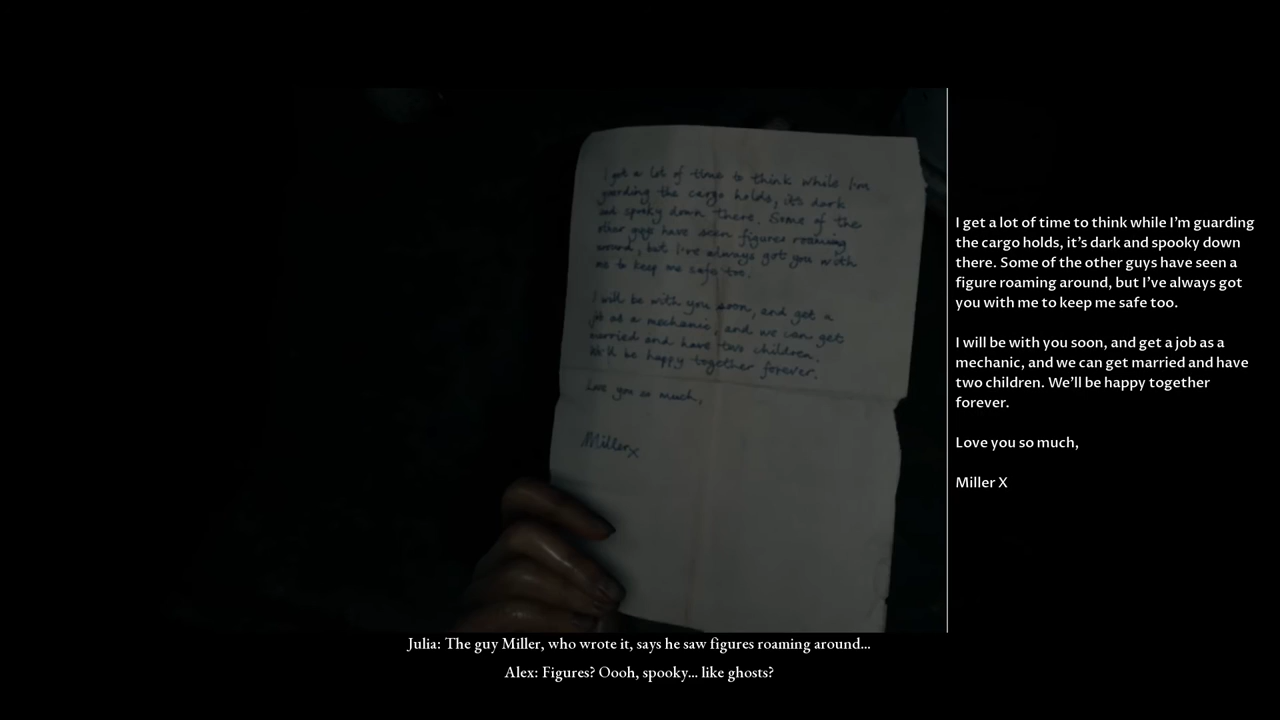 I get a lot of time to think while I'm
guarding the cargo holds, it's dark
and spooky down there. Some of the
other guys have seen figures roaming
around, but I've always got you with
me to keep me safe too.
I will be with you soon, and get a
job as a mechanic, and we can get
married and have two children.
We'll be happy together forever.
Love you so much,
Miller x
I get a lot of time to think while I'm guarding
the cargo holds, it's dark and spooky down
there. Some of the other guys have seen a
figure roaming around, but I've always got
you with me to keep me safe too.
I will be with you soon, and get a job as a
mechanic, and we can get married and have
two children. We'll be happy together
forever.
Love you so much,
Miller X
Julia: The guy Miller, who wrote it, says he saw figures roaming around...
Alex: Figures? Oooh, spooky... like ghosts?